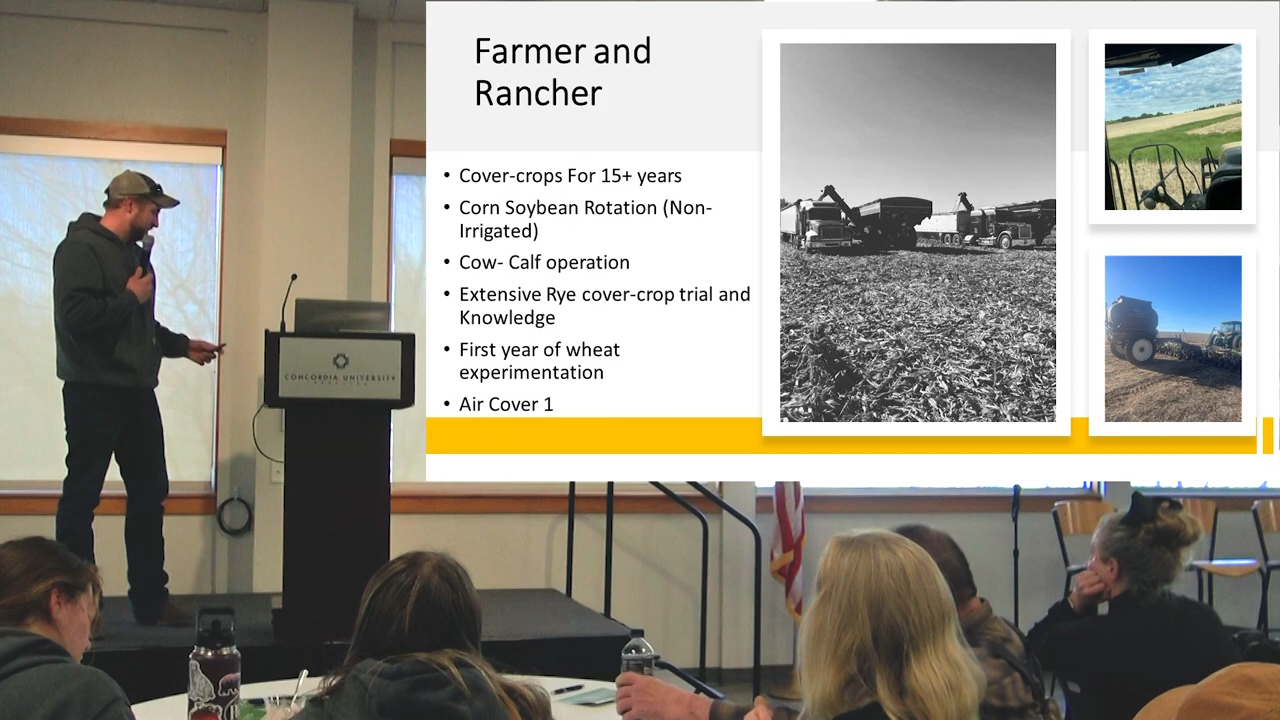 Farmer and
Rancher
• Cover-crops For 15+ years
• Corn Soybean Rotation (Non-
Irrigated)
• Cow- Calf operation
• Extensive Rye cover-crop trial and
Knowledge
• First year of wheat
experimentation
• Air Cover 1
CONCORDIA UNIVERSITY